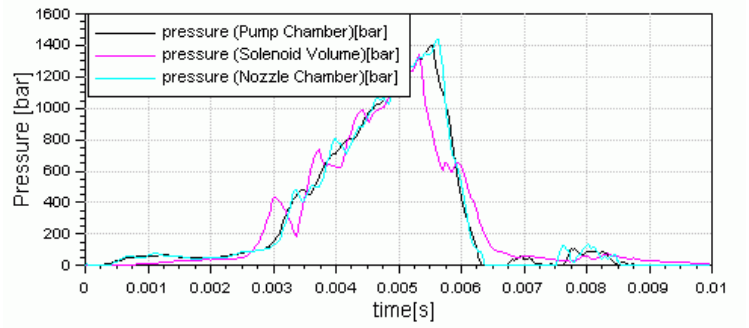 1600
1400
1200
1000
800
600
400
200
0
Pressure [bar]
pressure (Pump Chamber)[bar]
pressure (Solenoid Volume)[bar]
pressure (Nozzle Chamber)[bar]
0 0.001 0.002 0.003 0.004 0.005 0.006 0.007 0.008 0.009 0.01
time[s]